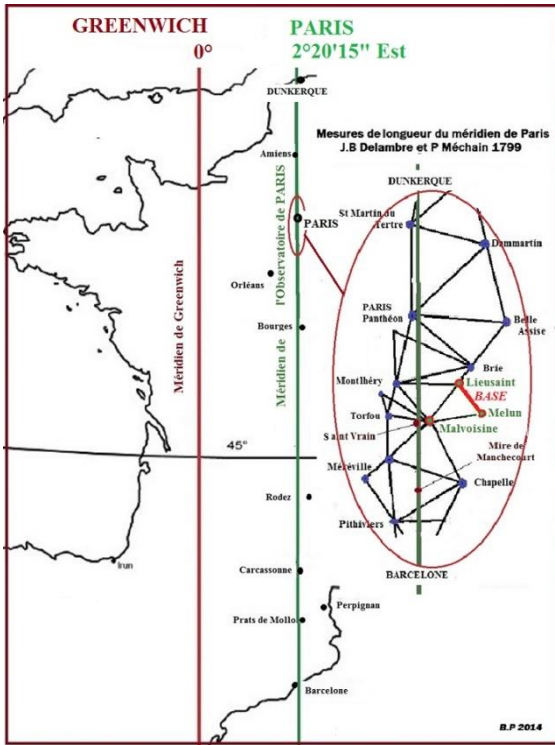 GREENWICH
0°
PARIS
2°20'15" Est
DUNKERQUE
Amiens
PARIS
Orléans
Bourges
Méridien de Greenwich
Méridien de l'Observatoire de PARIS
45°
Rodez
Irun
Carcassonne
Perpignan
Prats de Mollo
Barcelone
Mesures de longueur du méridien de Paris
J.B Delambre et P Méchain 1799
DUNKERQUE
St Martin du
Tertre
Dammartin
PARIS
Panthéon
Belle
Assise
Brie
Montlhéry
Lieusaint
BASE
Melun
Torfou
Malvoisine
Saint Vrain
Mire de
Manchecourt
Méréville
Chapelle
Pithiviers
BARCELONE
B.P 2014